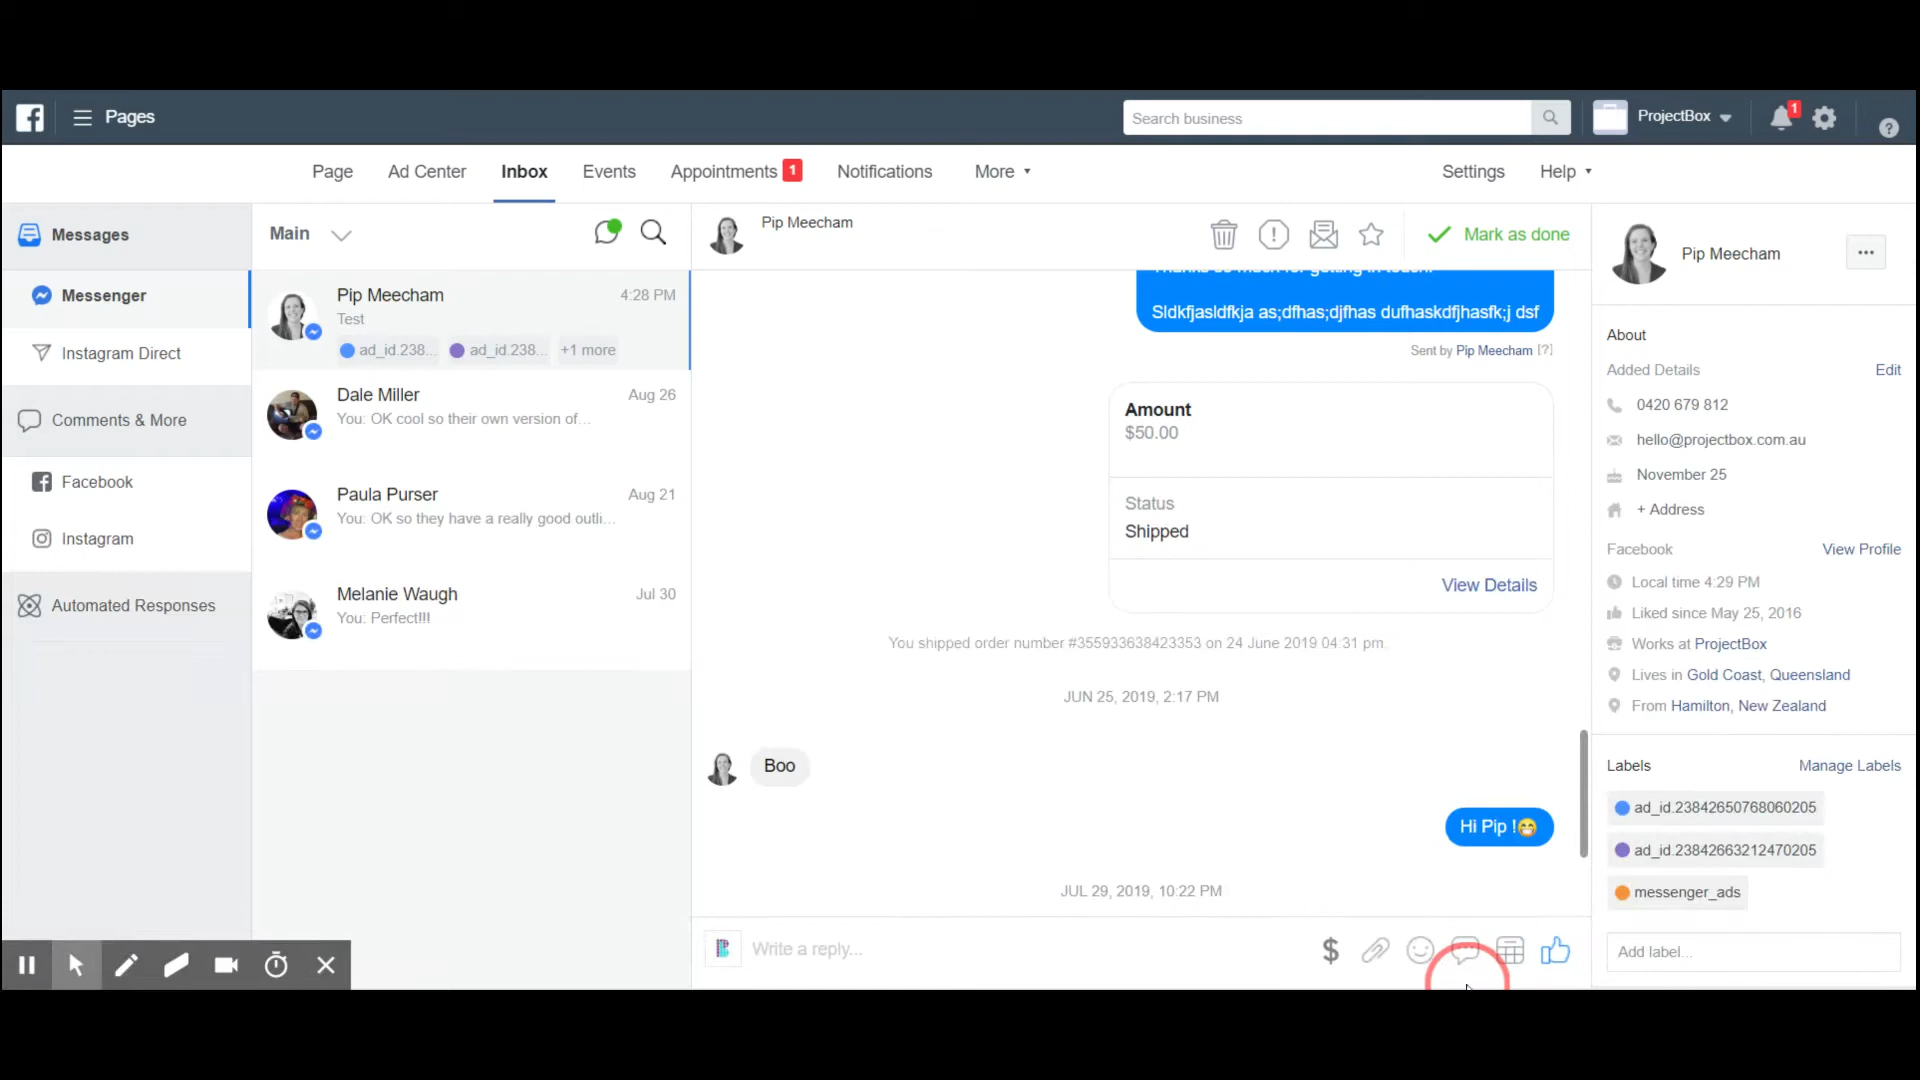 Pages
Search business
ProjectBox
1
?
Page
Ad Center
Inbox
Events
Appointments 1
Notifications
More
Settings
Help
Messages
Messenger
Instagram Direct
Comments & More
Facebook
Instagram
Automated Responses
Main
Pip Meecham
4:28 PM
Test
ad_id.238...
ad_id.238...
+1 more
Dale Miller
Aug 26
You: OK cool so their own version of...
Paula Purser
Aug 21
You: OK so they have a really good outli...
Melanie Waugh
Jul 30
You: Perfect!!!
Pip Meecham
Mark as done
Thanks so much for getting in touch!
Sldkfjasldfkja as;dfhas;djfhas dufhaskdfjhasfk;j dsf
Sent by Pip Meecham [?]
Amount
$50.00
Status
Shipped
View Details
You shipped order number #355933638423353 on 24 June 2019 04:31 pm.
JUN 25, 2019, 2:17 PM
Boo
Hi Pip !😁
JUL 29, 2019, 10:22 PM
Write a reply...
$
Pip Meecham
...
About
Added Details
Edit
0420 679 812
hello@projectbox.com.au
November 25
+ Address
Facebook
View Profile
Local time 4:29 PM
Liked since May 25, 2016
Works at ProjectBox
Lives in Gold Coast, Queensland
From Hamilton, New Zealand
Labels
Manage Labels
ad_id.23842650768060205
ad_id.23842663212470205
messenger_ads
Add label...